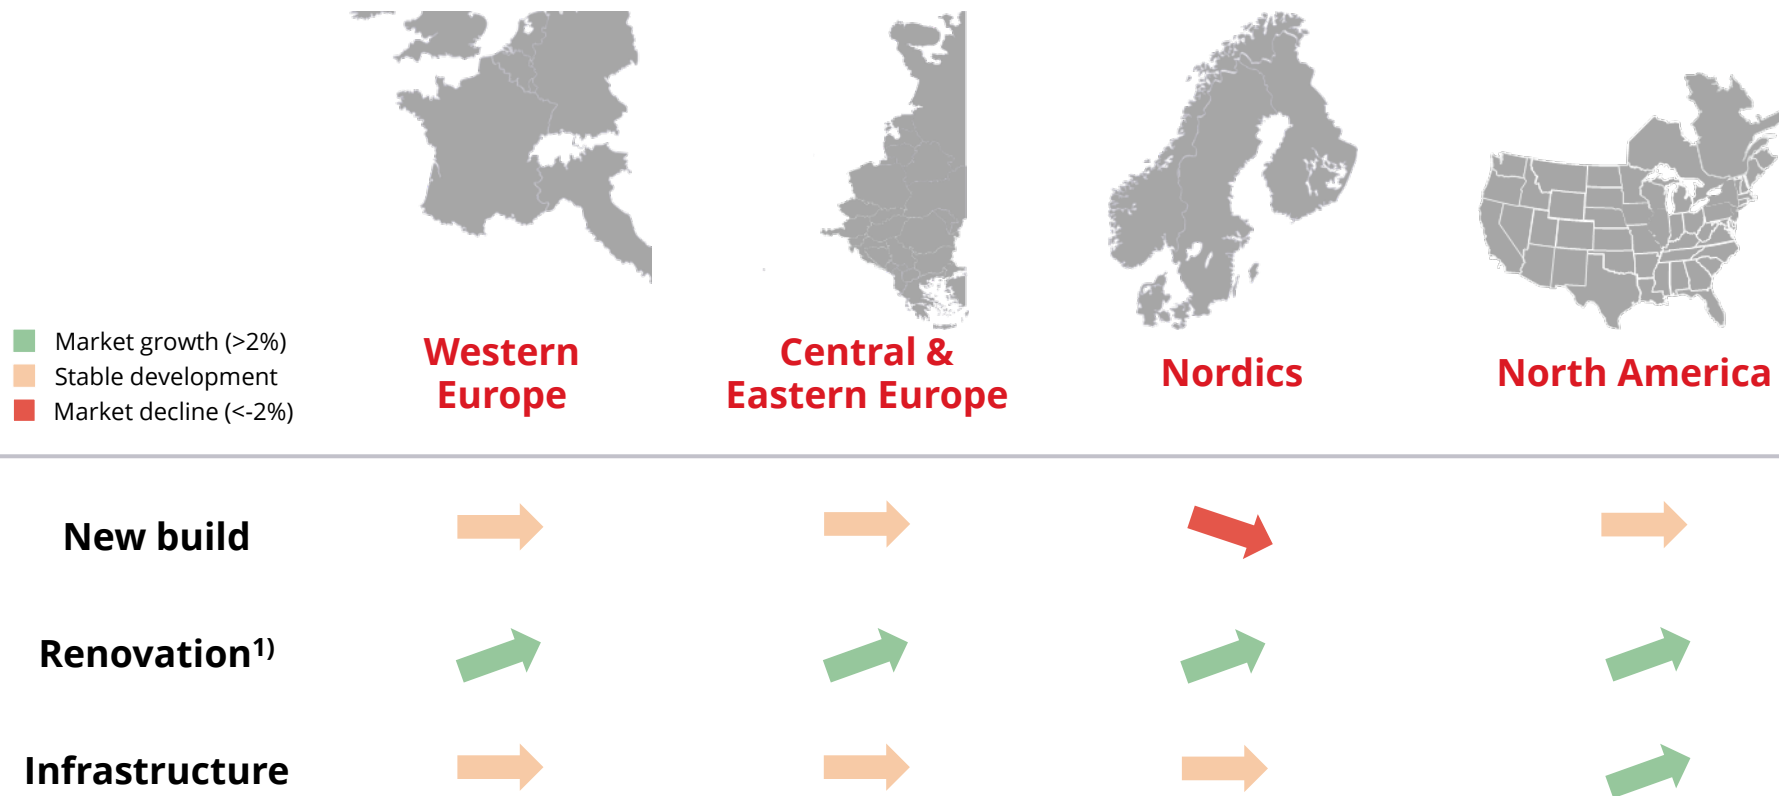 Market growth (>2%)
Stable development
Market decline (<-2%)
Western
Europe
Central &
Eastern Europe
Nordics
North America
New build
Renovation¹⁾
Infrastructure